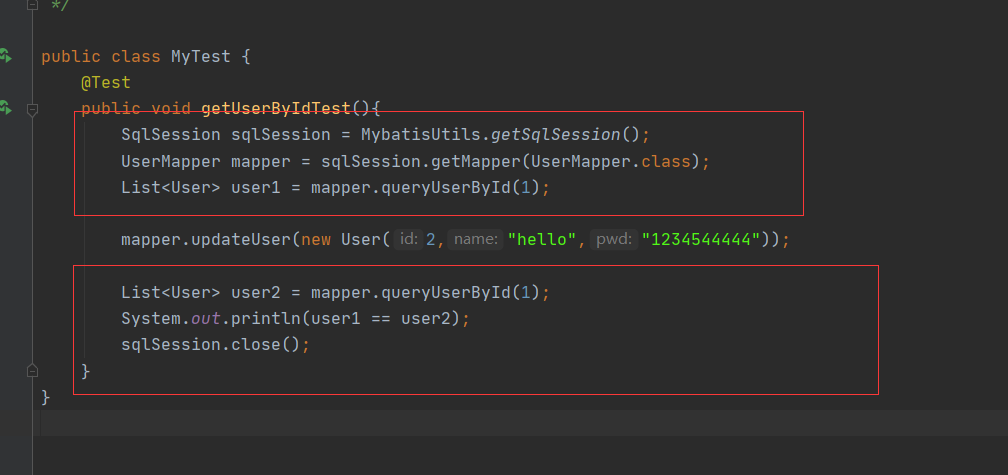 */
public class MyTest {
@Test
public void getUserByIdTest(){
SqlSession sqlSession = MybatisUtils.getSqlSession();
UserMapper mapper = sqlSession.getMapper(UserMapper.class);
List<User> user1 = mapper.queryUserById(1);
mapper.updateUser(new User( id: 2, name: "hello", pwd: "1234544444"));
List<User> user2 = mapper.queryUserById(1);
System.out.println(user1 == user2);
sqlSession.close();
}
}